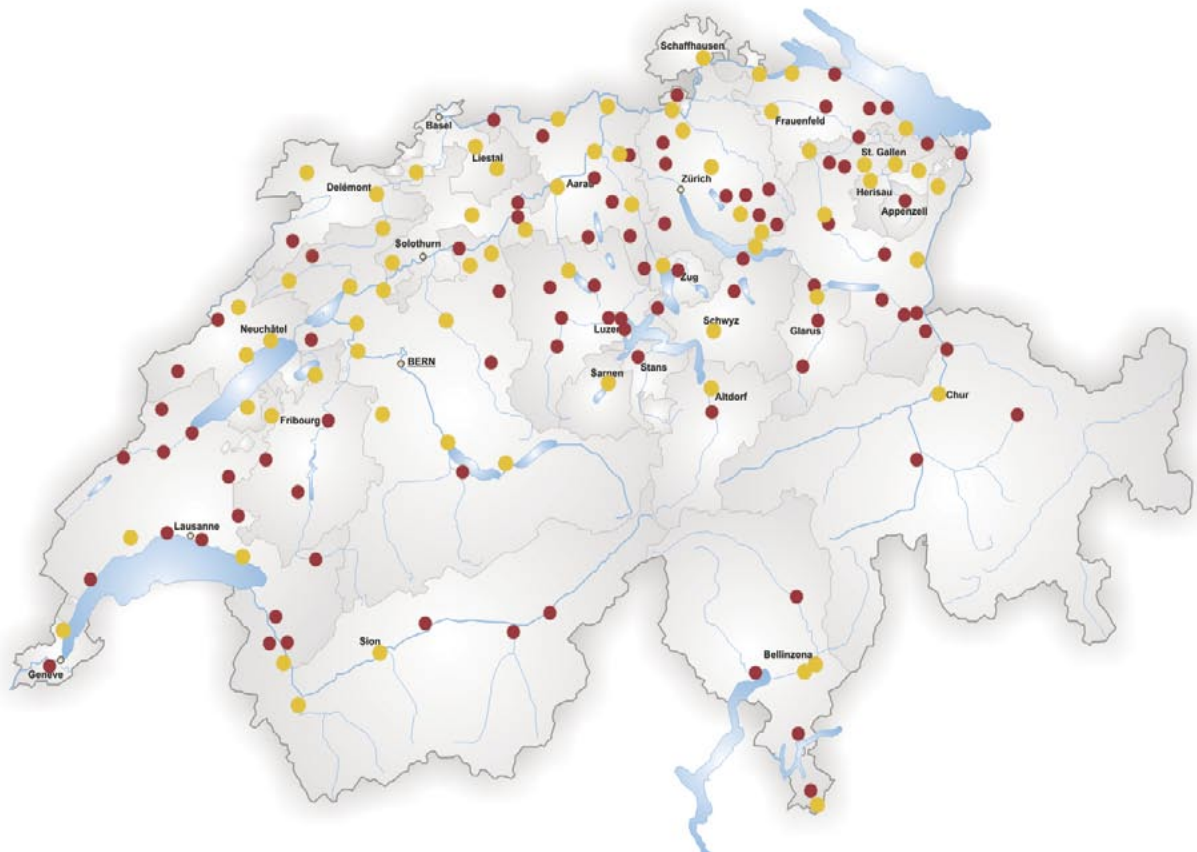 Schaffhausen
Basel
Frauenfeld
Liestal
St. Gallen
Delémont
Aarau
Zürich
Herisau
Appenzell
Solothurn
Zug
Neuchâtel
Luzern
Schwyz
Glarus
BERN
Stans
Sarnen
Altdorf
Chur
Fribourg
Lausanne
Sion
Bellinzona
Genève